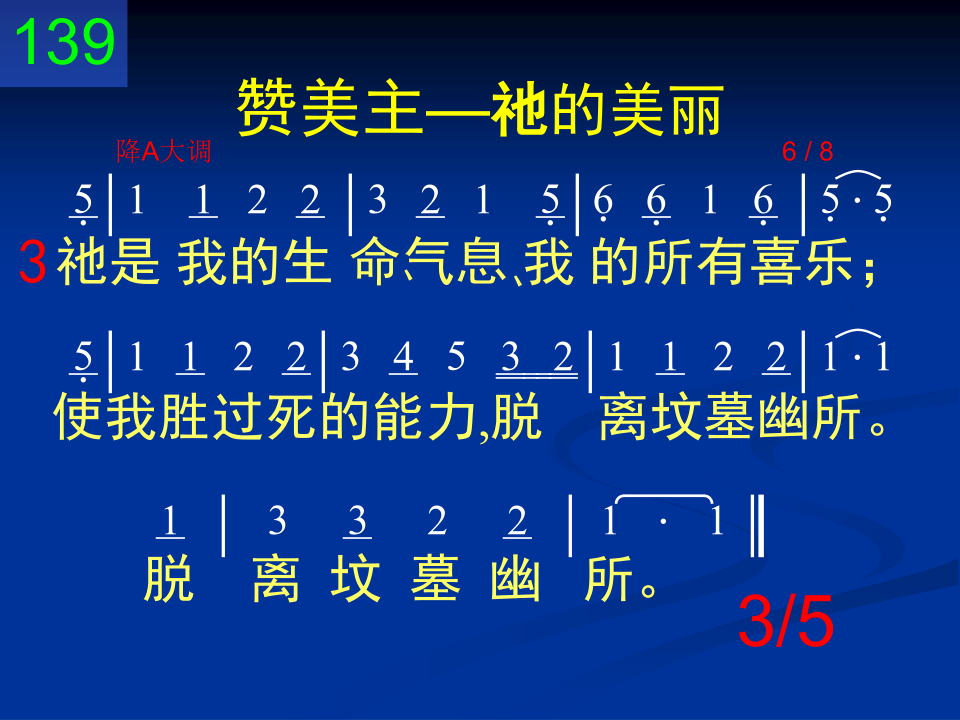 139
赞美主—祂的美丽
降A大调 6 / 8
5̣ | 1 1 2 2 | 3 2 1 5̣ | 6̣ 6̣ 1 6̣ | 5̣ · 5̣
3 祂是 我的生 命、气息、我 的所有喜乐；
5̣ | 1 1 2 2 | 3 4 5 3 2 | 1 1 2 2 | 1 · 1
使我胜过死的能力,脱 离坟墓幽所。
1 | 3 3 2 2 | 1 · 1 ‖
脱 离 坟 墓 幽 所。
3/5